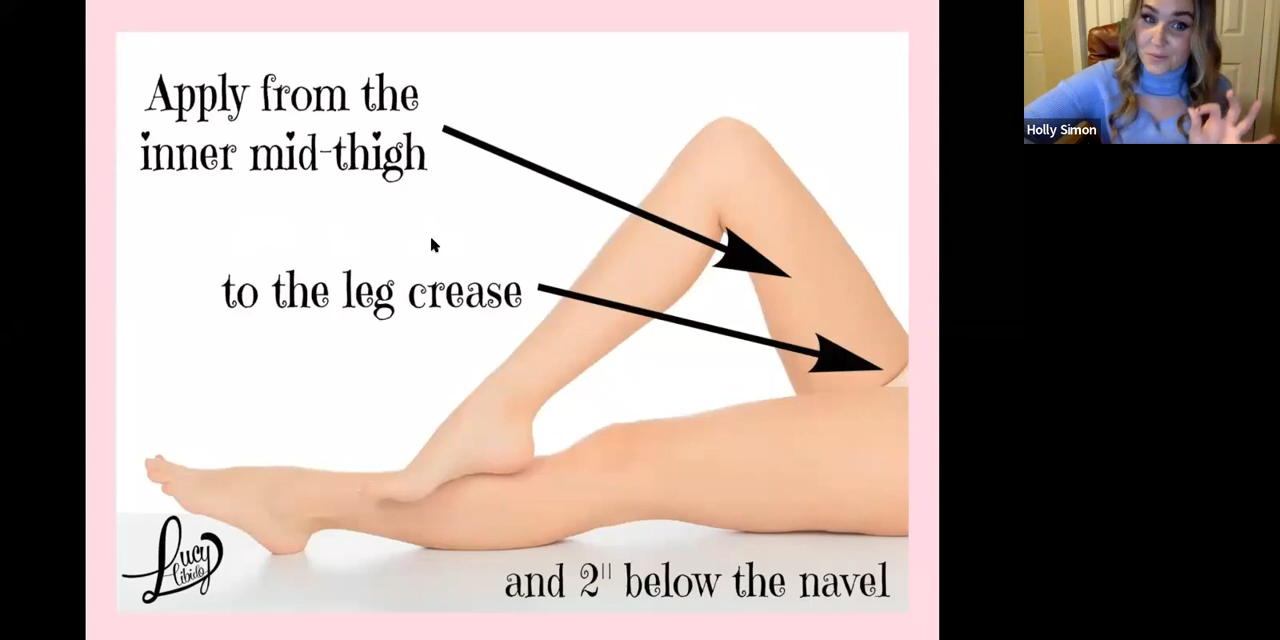 Apply from the
inner mid-thigh
to the leg crease
and 2" below the navel
Lucy
libido
Holly Simon